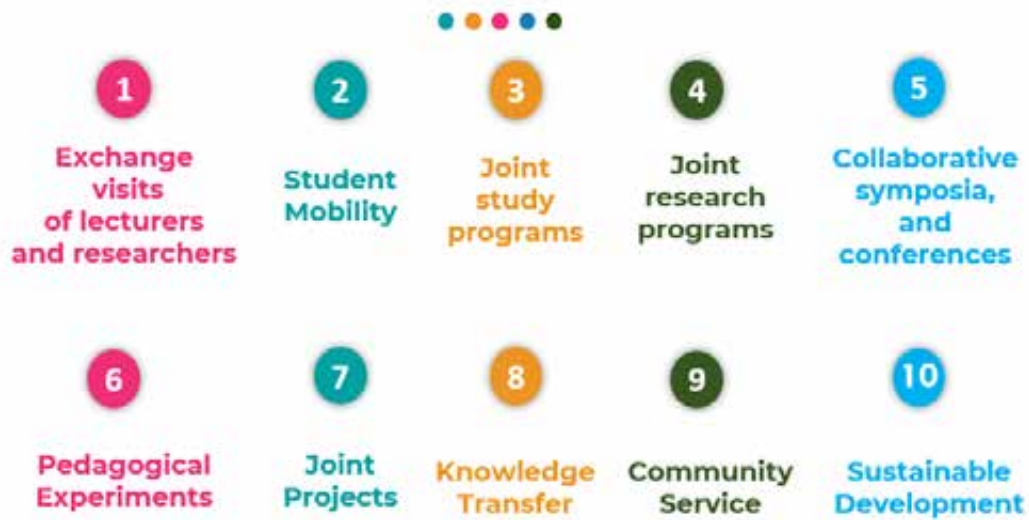 1
Exchange
visits
of lecturers
and researchers
2
Student
Mobility
3
Joint
study
programs
4
Joint
research
programs
5
Collaborative
symposia,
and
conferences
6
Pedagogical
Experiments
7
Joint
Projects
8
Knowledge
Transfer
9
Community
Service
10
Sustainable
Development